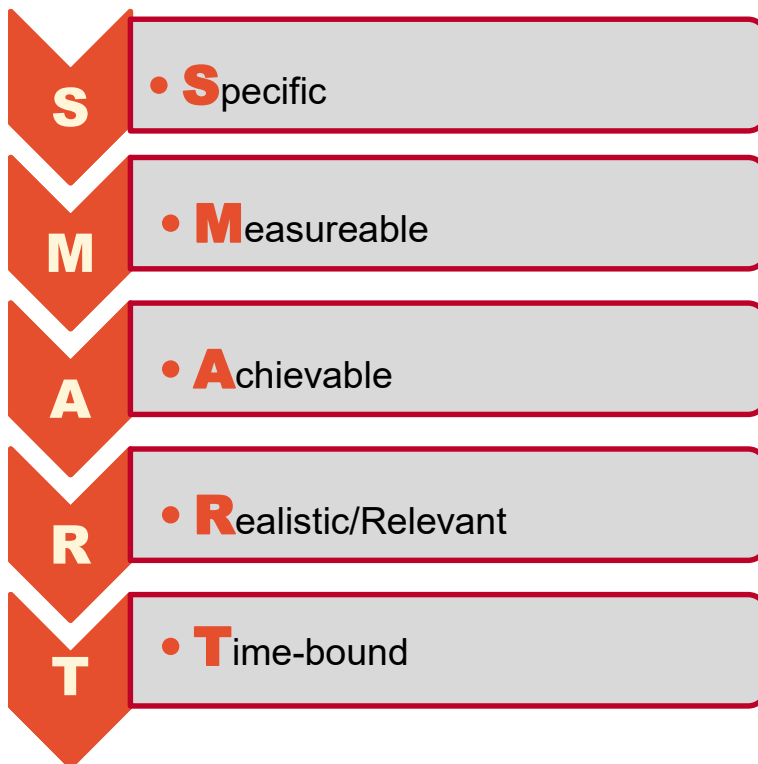 S
• Specific
M
• Measureable
A
• Achievable
R
• Realistic/Relevant
T
• Time-bound